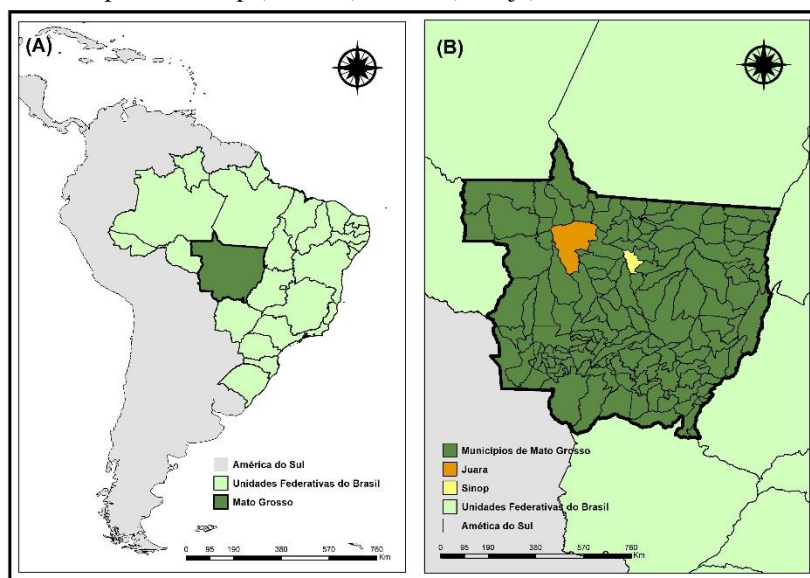 (A)
América do Sul
Unidades Federativas do Brasil
Mato Grosso
0 95 190 380 570 760
Km
(B)
Municípios de Mato Grosso
Juara
Sinop
Unidades Federativas do Brasil
Amética do Sul
0 95 190 380 570 760
Km